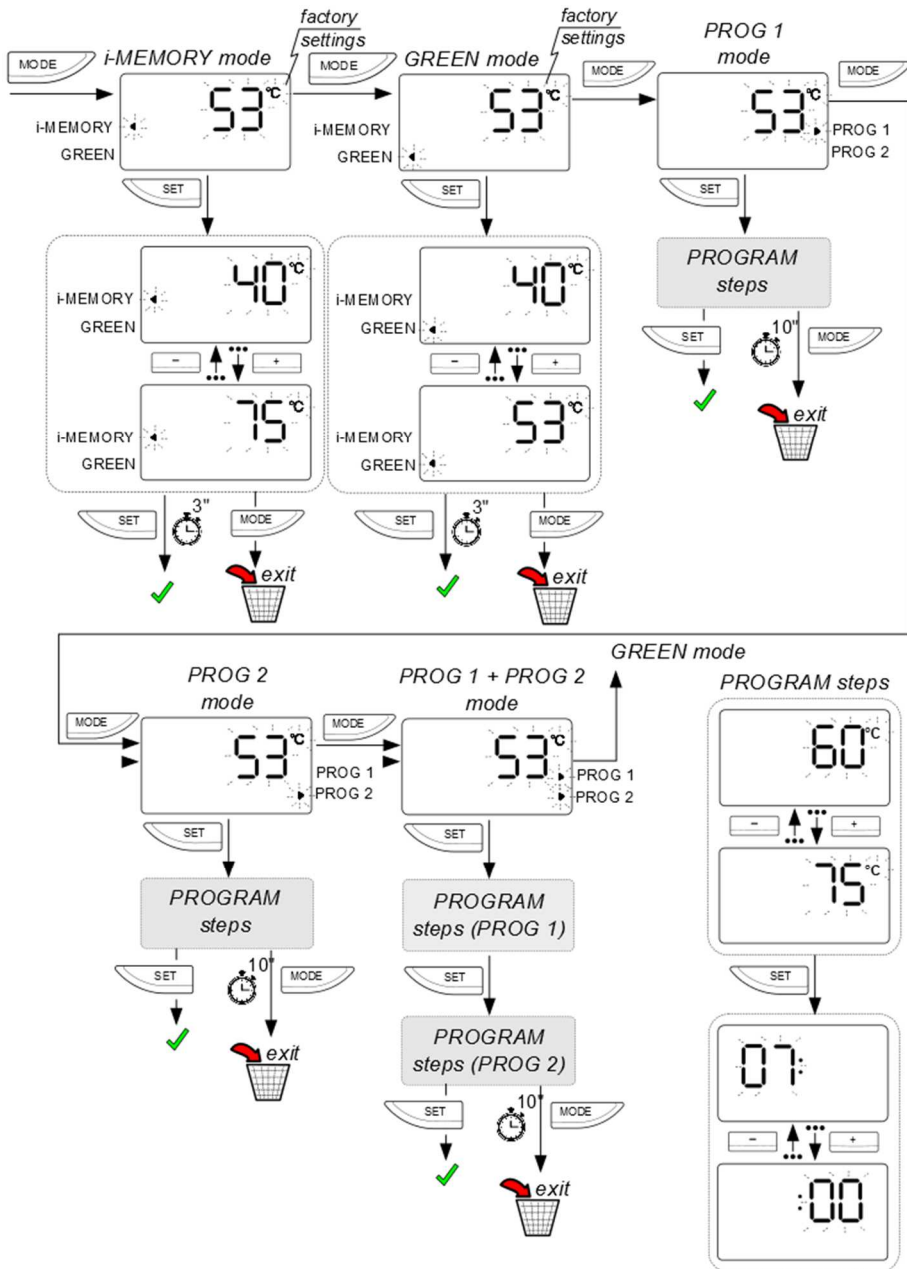 factory
settings
factory
settings
PROG 1
mode
i-MEMORY mode
GREEN mode
MODE
MODE
MODE
MODE
53 °C
i-MEMORY
GREEN
53 °C
i-MEMORY
GREEN
53 °C
PROG 1
PROG 2
SET
SET
SET
40 °C
i-MEMORY
GREEN
− +
75 °C
i-MEMORY
GREEN
SET
3"
MODE
exit
40 °C
i-MEMORY
GREEN
− +
53 °C
i-MEMORY
GREEN
SET
3"
MODE
exit
PROGRAM
steps
SET
10"
MODE
exit
PROG 2
mode
MODE
53 °C
PROG 1
PROG 2
SET
PROGRAM
steps
SET
10"
MODE
exit
PROG 1 + PROG 2
mode
MODE
53 °C
PROG 1
PROG 2
SET
PROGRAM
steps (PROG 1)
SET
PROGRAM
steps (PROG 2)
SET
10"
MODE
exit
GREEN mode
PROGRAM steps
60 °C
− +
75 °C
SET
07:
− +
:00